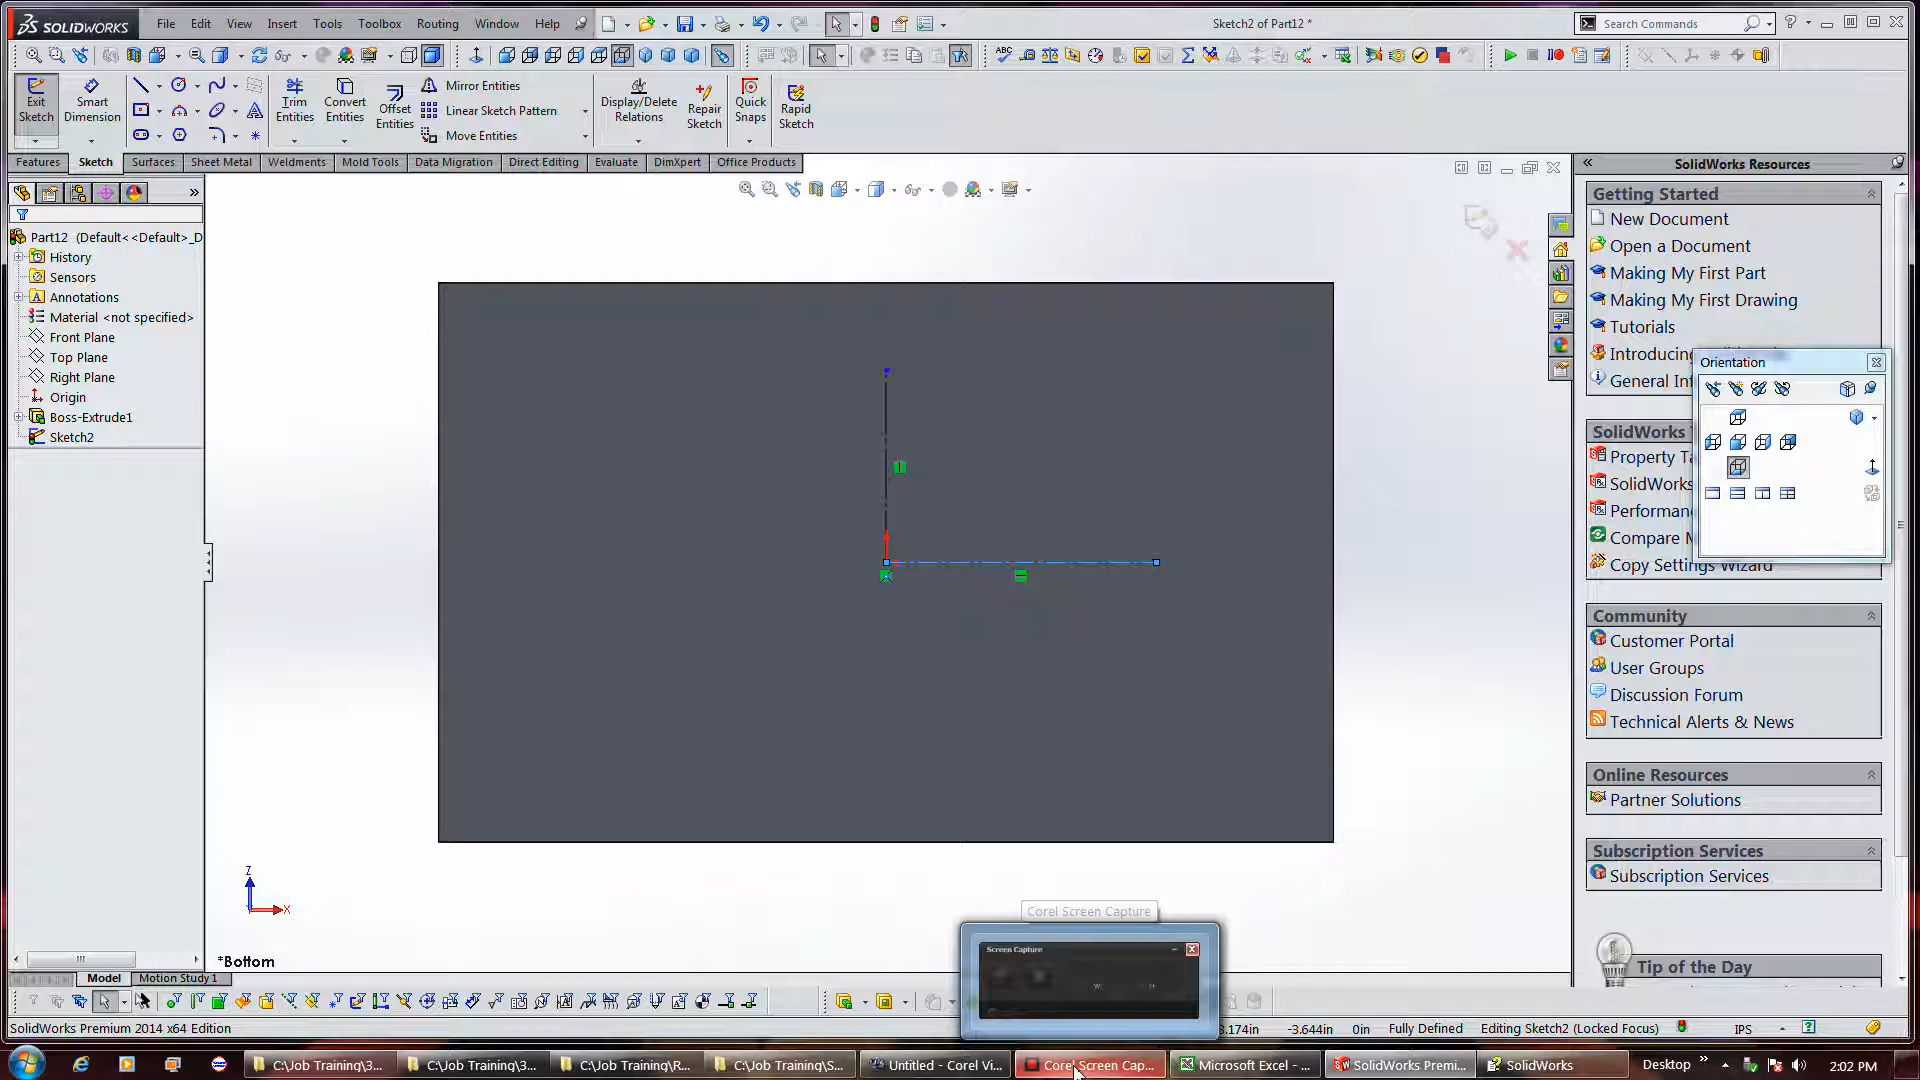 SOLIDWORKS File Edit View Insert Tools Toolbox Routing Window Help Sketch2 of Part12 * Search Commands
Exit Sketch
Smart Dimension
Trim Entities
Convert Entities
Offset Entities
Mirror Entities
Linear Sketch Pattern
Move Entities
Display/Delete Relations
Repair Sketch
Quick Snaps
Rapid Sketch
Features Sketch Surfaces Sheet Metal Weldments Mold Tools Data Migration Direct Editing Evaluate DimXpert Office Products
Part12 (Default<<Default>_D
History
Sensors
Annotations
Material <not specified>
Front Plane
Top Plane
Right Plane
Origin
Boss-Extrude1
Sketch2
Z
X
*Bottom
SolidWorks Resources
Getting Started
New Document
Open a Document
Making My First Part
Making My First Drawing
Tutorials
Introducing
General Inf
Orientation
SolidWorks T
Property Ta
SolidWorks
Performan
Compare M
Copy Settings Wizard
Community
Customer Portal
User Groups
Discussion Forum
Technical Alerts & News
Online Resources
Partner Solutions
Subscription Services
Subscription Services
Tip of the Day
Corel Screen Capture
Screen Capture
Model Motion Study 1
SolidWorks Premium 2014 x64 Edition
3.174in -3.644in 0in Fully Defined Editing Sketch2 (Locked Focus) IPS
C:\Job Training\3... C:\Job Training\3... C:\Job Training\R... C:\Job Training\S... Untitled - Corel Vi... Corel Screen Cap... Microsoft Excel - ... SolidWorks Premi... SolidWorks Desktop 2:02 PM